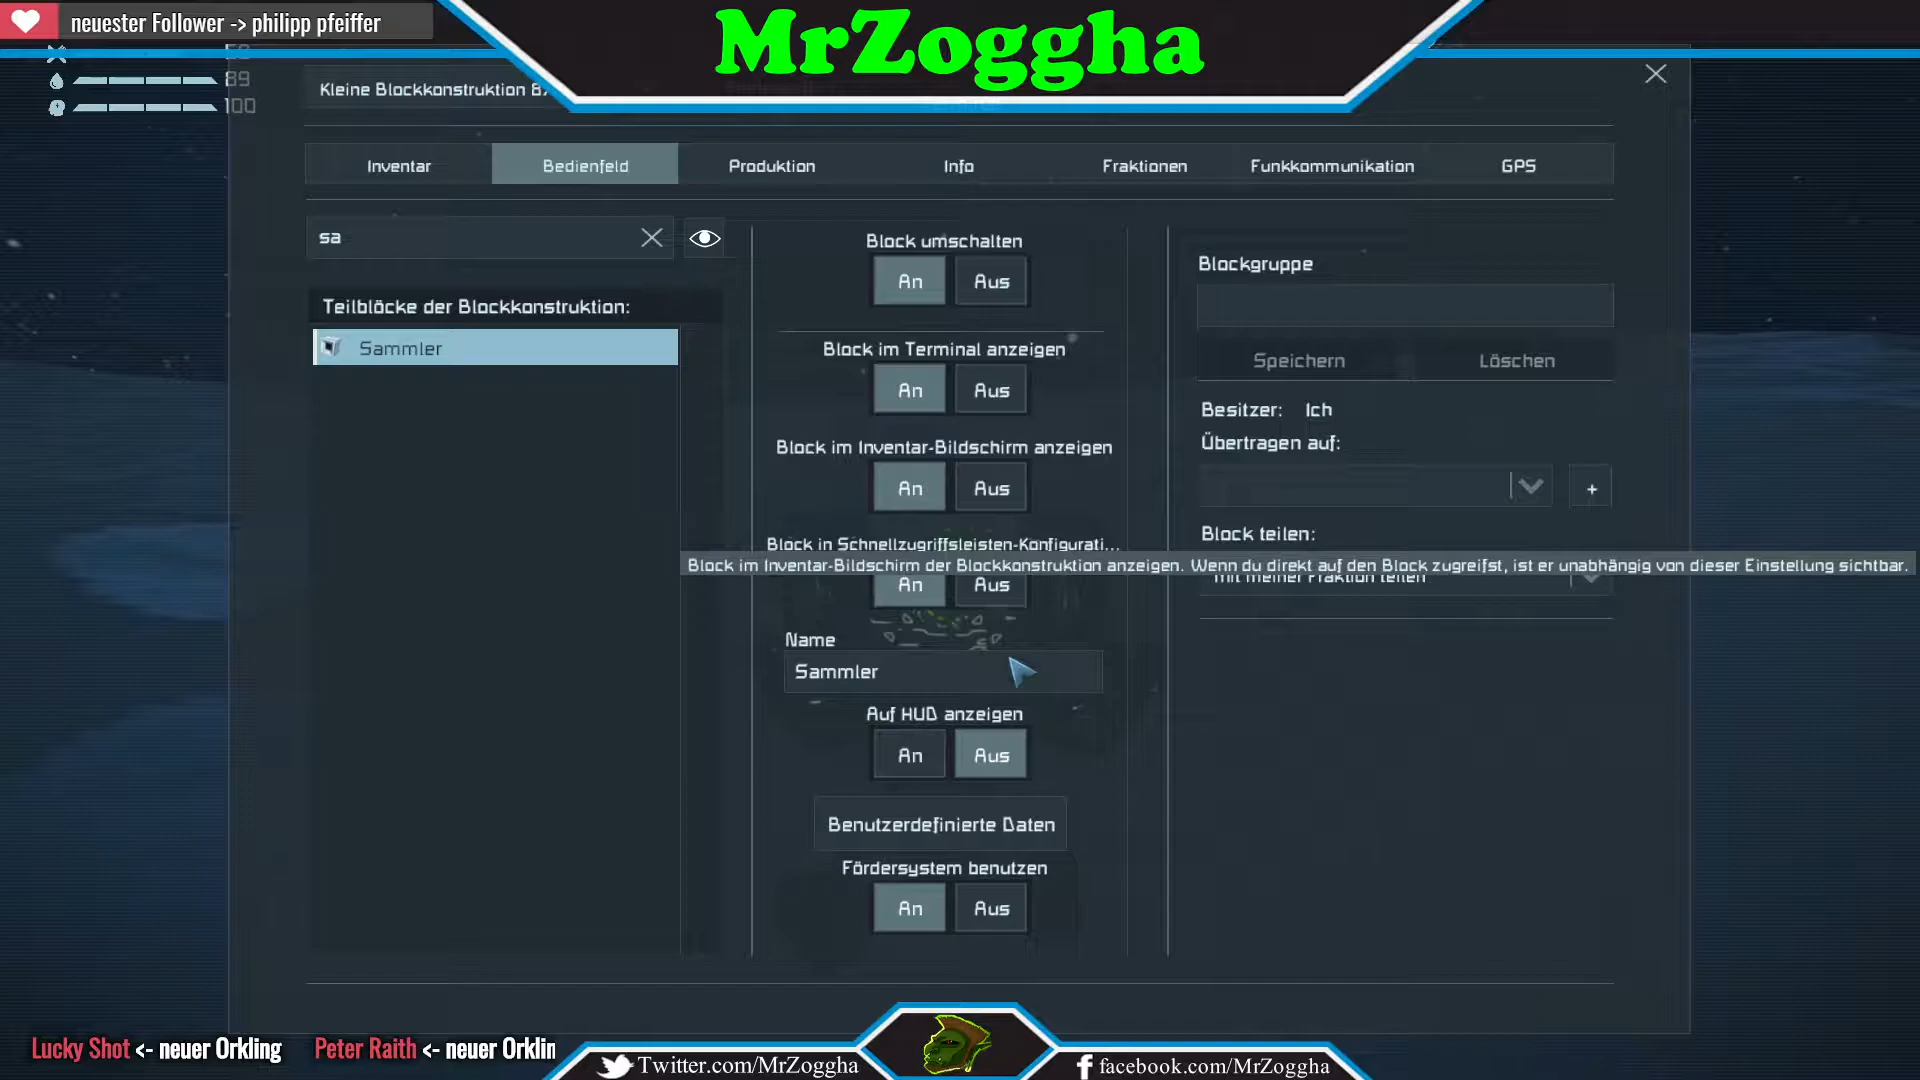 neuester Follower -> philipp pfeiffer
MrZoggha
89
100
Kleine Blockkonstruktion
Inventar
Bedienfeld
Produktion
Info
Fraktionen
Funkkommunikation
GPS
sa
Teilblöcke der Blockkonstruktion:
Sammler
Block umschalten
An Aus
Block im Terminal anzeigen
An Aus
Block im Inventar-Bildschirm anzeigen
An Aus
Block in Schnellzugriffsleisten-Konfigurati...
Block im Inventar-Bildschirm der Blockkonstruktion anzeigen. Wenn du direkt auf den Block zugreifst, ist er unabhängig von dieser Einstellung sichtbar.
An Aus
Name
Sammler
Auf HUD anzeigen
An Aus
Benutzerdefinierte Daten
Fördersystem benutzen
An Aus
Blockgruppe
Speichern Löschen
Besitzer: Ich
Übertragen auf:
+
Block teilen:
mit meiner Fraktion teilen
Lucky Shot <- neuer Orkling
Peter Raith <- neuer Orklin
Twitter.com/MrZoggha
facebook.com/MrZoggha